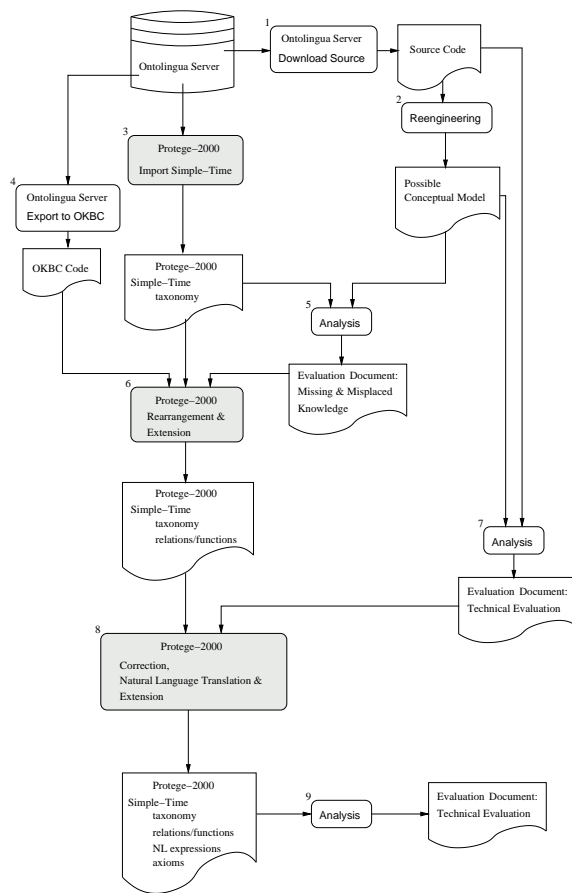 1
Ontolingua Server
Download Source
Ontolingua Server
Source Code
2
Reengineering
3
Protege−2000
Import Simple−Time
4
Ontolingua Server
Export to OKBC
Possible
Conceptual Model
OKBC Code
Protege−2000
Simple−Time
taxonomy
5
Analysis
Evaluation Document:
Missing & Misplaced
Knowledge
6
Protege−2000
Rearrangement &
Extension
Protege−2000
Simple−Time
taxonomy
relations/functions
7
Analysis
Evaluation Document:
Technical Evaluation
8
Protege−2000
Correction,
Natural Language Translation &
Extension
Protege−2000
Simple−Time
taxonomy
relations/functions
NL expressions
axioms
9
Analysis
Evaluation Document:
Technical Evaluation